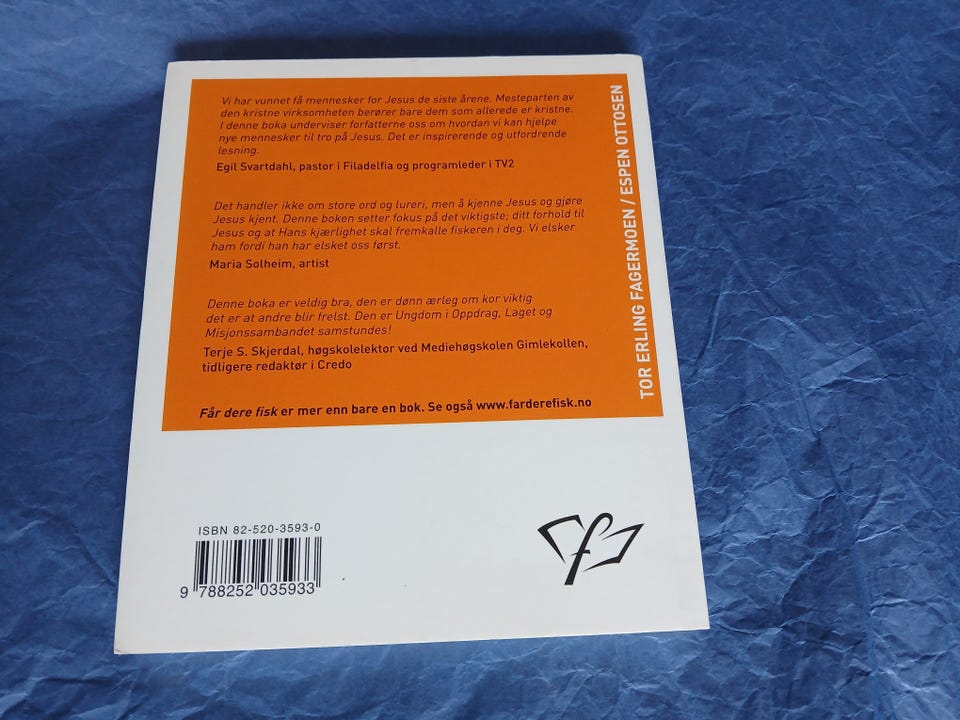 Vi har vunnet få mennesker for Jesus de siste årene. Mesteparten av
den kristne virksomheten berører bare dem som allerede er kristne.
I denne boka underviser forfatterne oss om hvordan vi kan hjelpe
nye mennesker til tro på Jesus. Det er inspirerende og utfordrende
lesning.
Egil Svartdahl, pastor i Filadelfia og programleder i TV2
Det handler ikke om store ord og lureri, men å kjenne Jesus og gjøre
Jesus kjent. Denne boken setter fokus på det viktigste; ditt forhold til
Jesus og at Hans kjærlighet skal fremkalle fiskeren i deg. Vi elsker
ham fordi han har elsket oss først.
Maria Solheim, artist
Denne boka er veldig bra, den er dønn ærleg om kor viktig
det er at andre blir frelst. Den er Ungdom i Oppdrag, Laget og
Misjonssambandet samstundes!
Terje S. Skjerdal, høgskolelektor ved Mediehøgskolen Gimlekollen,
tidligere redaktør i Credo
Får dere fisk er mer enn bare en bok. Se også www.farderefisk.no
TOR ERLING FAGERMOEN / ESPEN OTTOSEN
ISBN 82-520-3593-0
9 788252 035933